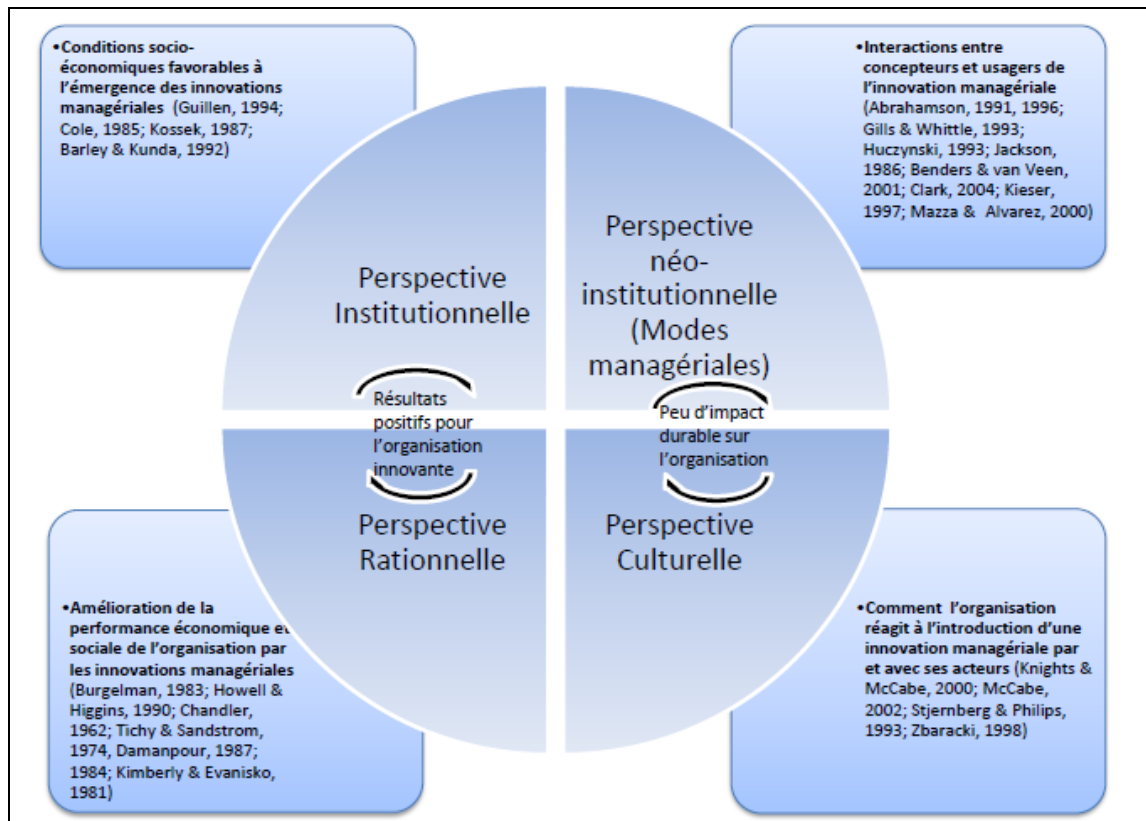 •Conditions socio-
économiques favorables à
l'émergence des innovations
managériales (Guillen, 1994;
Cole, 1985; Kossek, 1987;
Barley & Kunda, 1992)
•Interactions entre
concepteurs et usagers de
l'innovation managériale
(Abrahamson, 1991, 1996;
Gills & Whittle, 1993;
Huczynski, 1993; Jackson,
1986; Benders & van Veen,
2001; Clark, 2004; Kieser,
1997; Mazza & Alvarez, 2000)
Perspective
Institutionnelle
Perspective
néo-
institutionnelle
(Modes
managériales)
Résultats
positifs pour
l'organisation
innovante
Peu d'impact
durable sur
l'organisation
Perspective
Rationnelle
Perspective
Culturelle
•Amélioration de la
performance économique et
sociale de l'organisation par
les innovations managériales
(Burgelman, 1983; Howell &
Higgins, 1990; Chandler,
1962; Tichy & Sandstrom,
1974, Damanpour, 1987;
1984; Kimberly & Evanisko,
1981)
•Comment l'organisation
réagit à l'introduction d'une
innovation managériale par
et avec ses acteurs (Knights &
McCabe, 2000; McCabe,
2002; Stjernberg & Philips,
1993; Zbaracki, 1998)